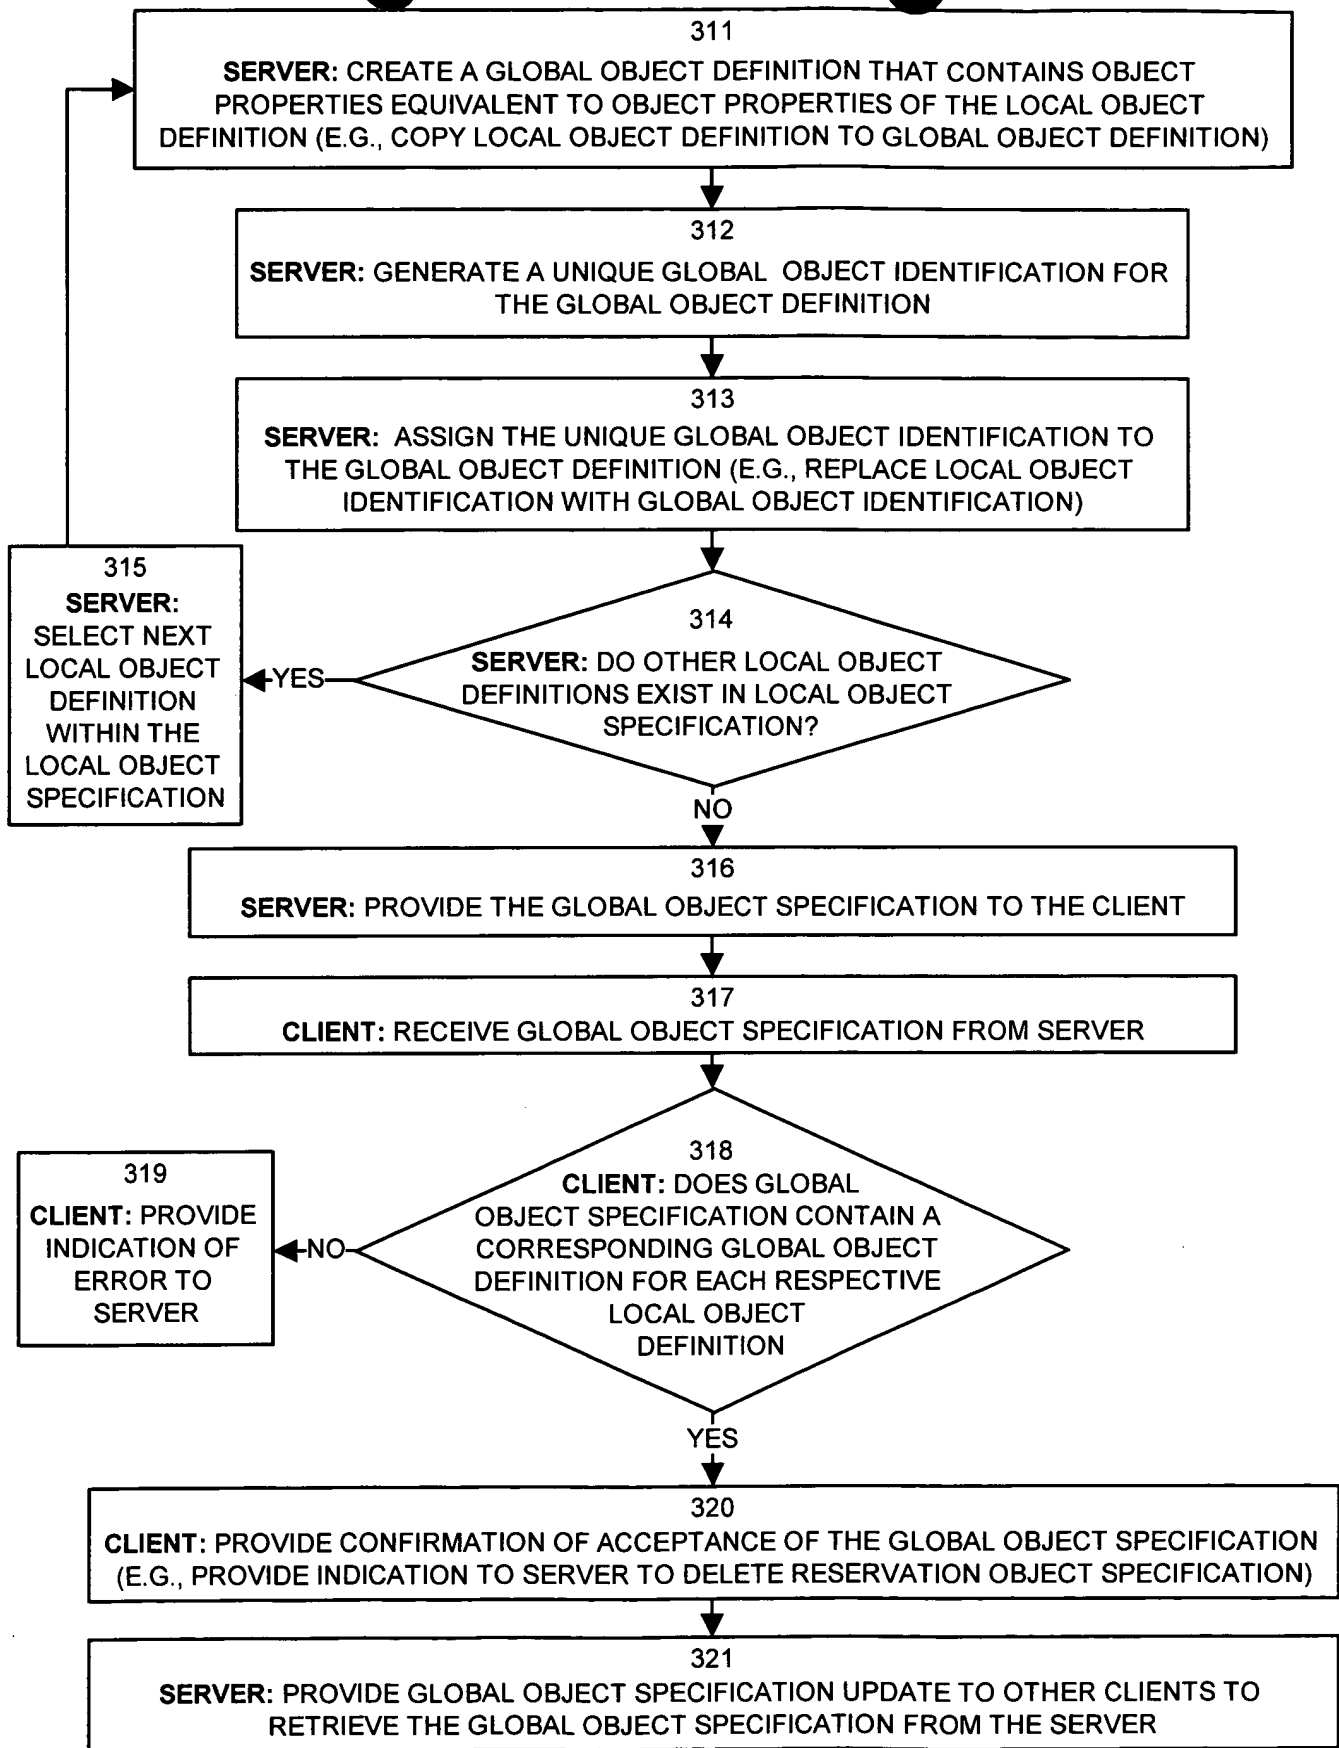 311
SERVER: CREATE A GLOBAL OBJECT DEFINITION THAT CONTAINS OBJECT
PROPERTIES EQUIVALENT TO OBJECT PROPERTIES OF THE LOCAL OBJECT
DEFINITION (E.G., COPY LOCAL OBJECT DEFINITION TO GLOBAL OBJECT DEFINITION)
312
SERVER: GENERATE A UNIQUE GLOBAL OBJECT IDENTIFICATION FOR
THE GLOBAL OBJECT DEFINITION
313
SERVER: ASSIGN THE UNIQUE GLOBAL OBJECT IDENTIFICATION TO
THE GLOBAL OBJECT DEFINITION (E.G., REPLACE LOCAL OBJECT
IDENTIFICATION WITH GLOBAL OBJECT IDENTIFICATION)
314
SERVER: DO OTHER LOCAL OBJECT
DEFINITIONS EXIST IN LOCAL OBJECT
SPECIFICATION?
YES
315
SERVER:
SELECT NEXT
LOCAL OBJECT
DEFINITION
WITHIN THE
LOCAL OBJECT
SPECIFICATION
NO
316
SERVER: PROVIDE THE GLOBAL OBJECT SPECIFICATION TO THE CLIENT
317
CLIENT: RECEIVE GLOBAL OBJECT SPECIFICATION FROM SERVER
318
CLIENT: DOES GLOBAL
OBJECT SPECIFICATION CONTAIN A
CORRESPONDING GLOBAL OBJECT
DEFINITION FOR EACH RESPECTIVE
LOCAL OBJECT
DEFINITION
NO
319
CLIENT: PROVIDE
INDICATION OF
ERROR TO
SERVER
YES
320
CLIENT: PROVIDE CONFIRMATION OF ACCEPTANCE OF THE GLOBAL OBJECT SPECIFICATION
(E.G., PROVIDE INDICATION TO SERVER TO DELETE RESERVATION OBJECT SPECIFICATION)
321
SERVER: PROVIDE GLOBAL OBJECT SPECIFICATION UPDATE TO OTHER CLIENTS TO
RETRIEVE THE GLOBAL OBJECT SPECIFICATION FROM THE SERVER